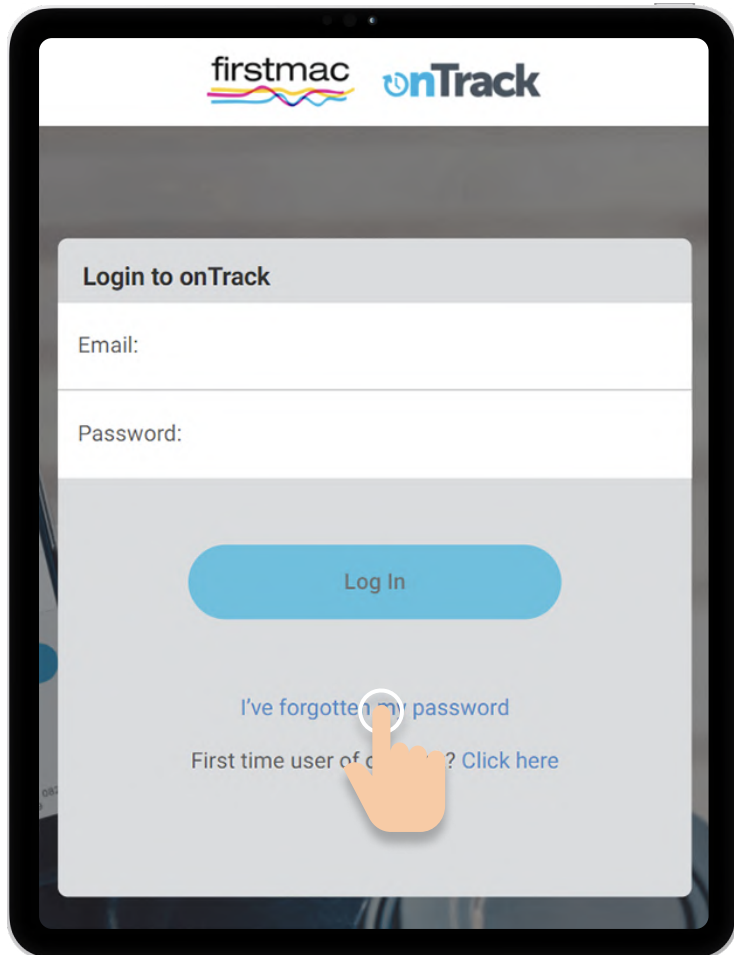 firstmac onTrack
Login to onTrack
Email:
Password:
Log In
I've forgotten my password
First time user of ? Click here